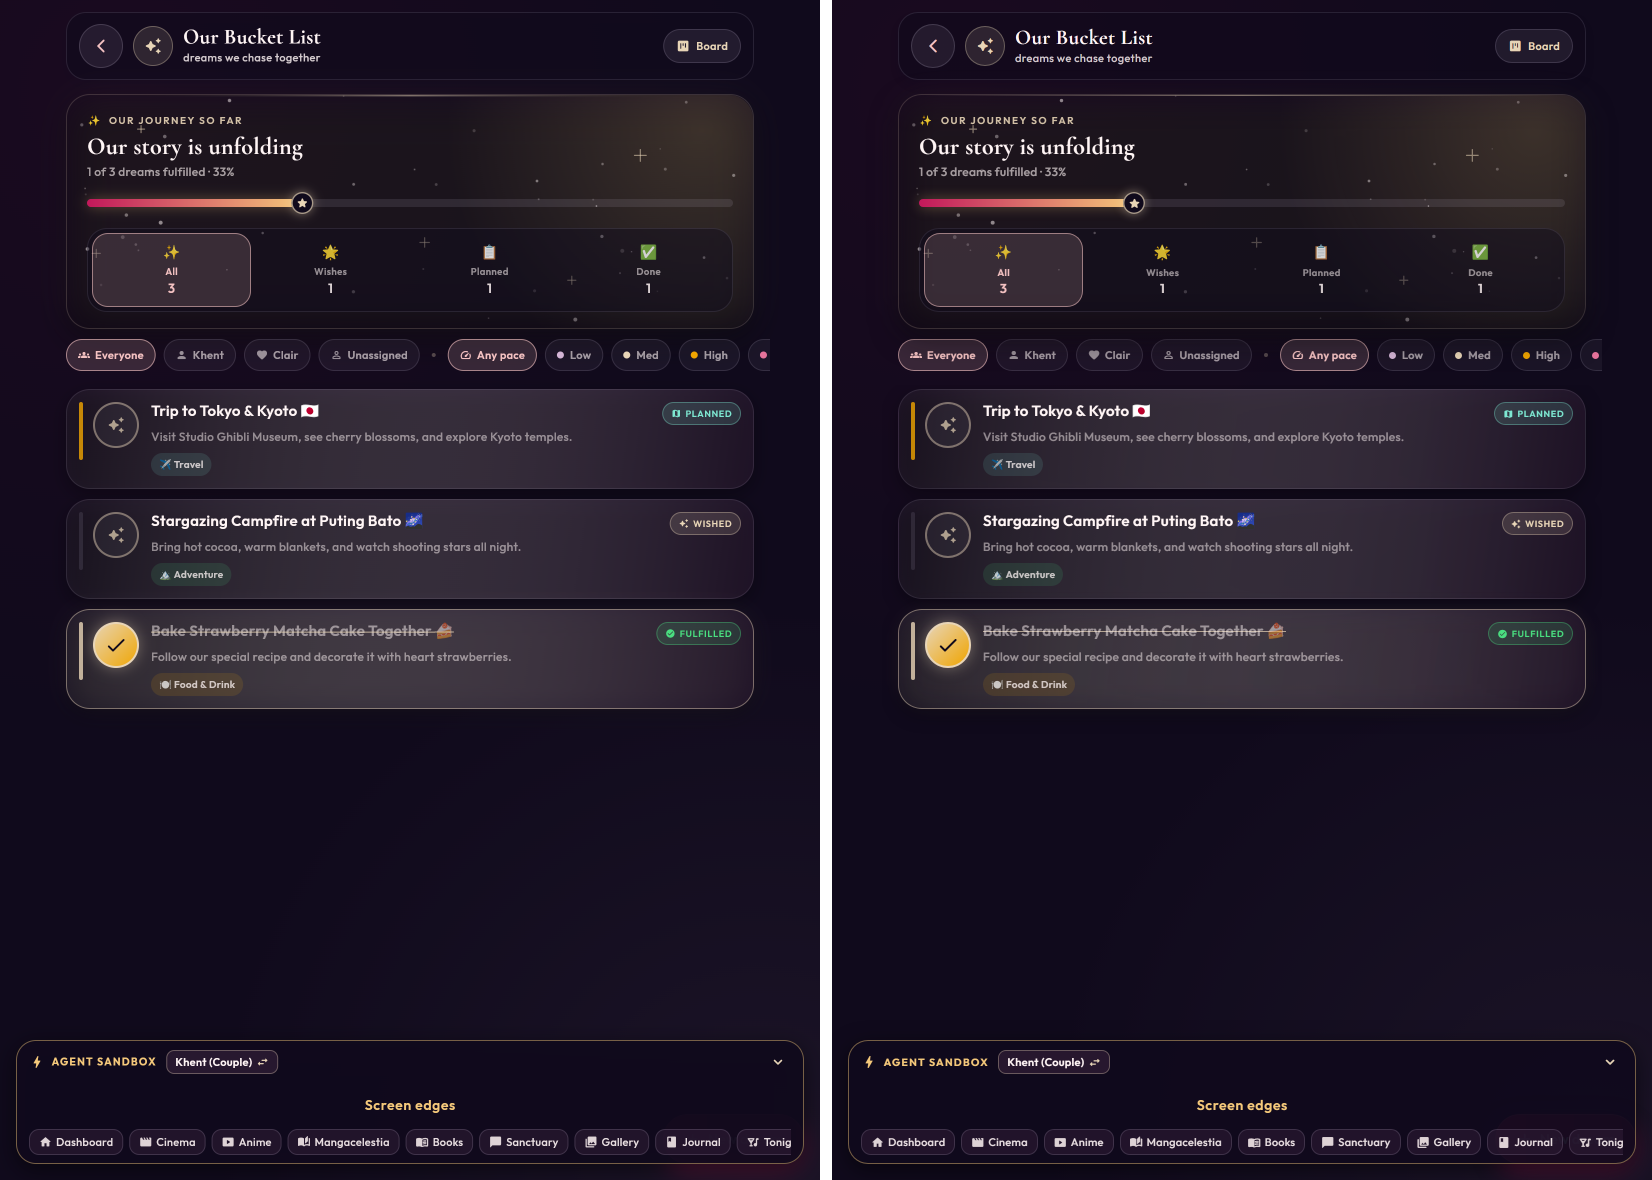 Our Bucket List
dreams we chase together
Board
OUR JOURNEY SO FAR
Our story is unfolding
1 of 3 dreams fulfilled · 33%
All
3
Wishes
1
Planned
1
Done
1
Everyone
Khent
Clair
Unassigned
Any pace
Low
Med
High
Trip to Tokyo & Kyoto
PLANNED
Visit Studio Ghibli Museum, see cherry blossoms, and explore Kyoto temples.
Travel
Stargazing Campfire at Puting Bato
WISHED
Bring hot cocoa, warm blankets, and watch shooting stars all night.
Adventure
Bake Strawberry Matcha Cake Together
FULFILLED
Follow our special recipe and decorate it with heart strawberries.
Food & Drink
AGENT SANDBOX
Khent (Couple)
Screen edges
Dashboard
Cinema
Anime
Mangacelestia
Books
Sanctuary
Gallery
Journal
Tonig
Our Bucket List
dreams we chase together
Board
OUR JOURNEY SO FAR
Our story is unfolding
1 of 3 dreams fulfilled · 33%
All
3
Wishes
1
Planned
1
Done
1
Everyone
Khent
Clair
Unassigned
Any pace
Low
Med
High
Trip to Tokyo & Kyoto
PLANNED
Visit Studio Ghibli Museum, see cherry blossoms, and explore Kyoto temples.
Travel
Stargazing Campfire at Puting Bato
WISHED
Bring hot cocoa, warm blankets, and watch shooting stars all night.
Adventure
Bake Strawberry Matcha Cake Together
FULFILLED
Follow our special recipe and decorate it with heart strawberries.
Food & Drink
AGENT SANDBOX
Khent (Couple)
Screen edges
Dashboard
Cinema
Anime
Mangacelestia
Books
Sanctuary
Gallery
Journal
Tonig